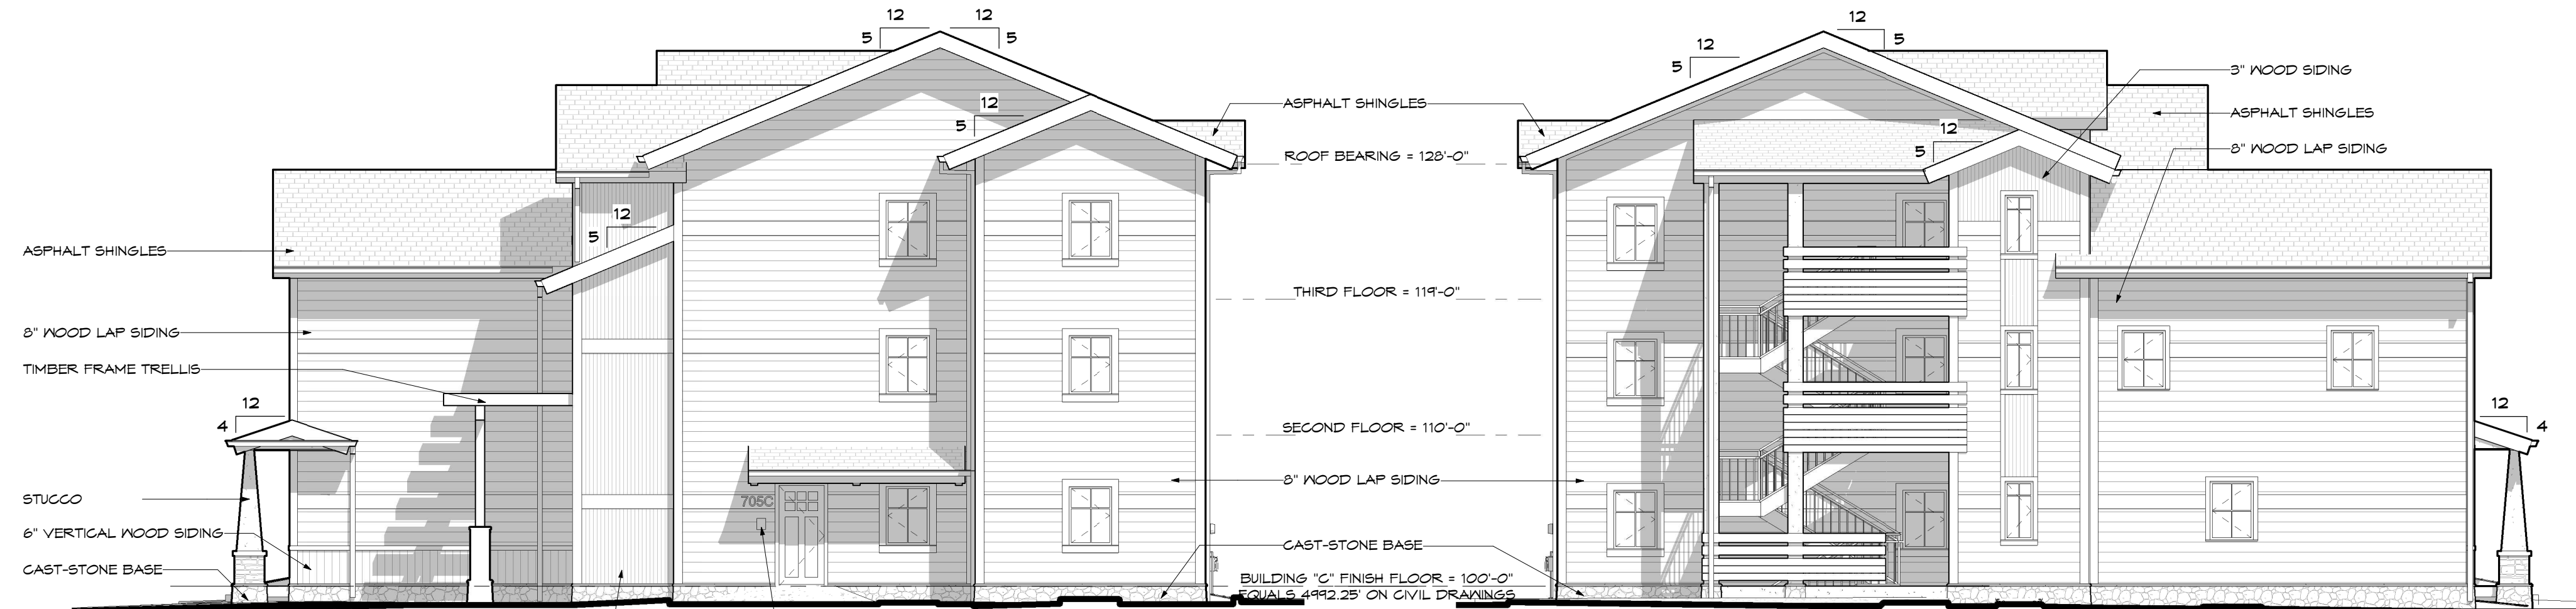 12
12
5
5
12
5
12
5
12
4
ASPHALT SHINGLES
8" WOOD LAP SIDING
TIMBER FRAME TRELLIS
STUCCO
6" VERTICAL WOOD SIDING
CAST-STONE BASE
705C
ASPHALT SHINGLES
ROOF BEARING = 128'-0"
THIRD FLOOR = 119'-0"
SECOND FLOOR = 110'-0"
8" WOOD LAP SIDING
CAST-STONE BASE
BUILDING "C" FINISH FLOOR = 100'-0"
EQUALS 4992.25' ON CIVIL DRAWINGS
12
5
12
5
12
5
3" WOOD SIDING
ASPHALT SHINGLES
8" WOOD LAP SIDING
12
4